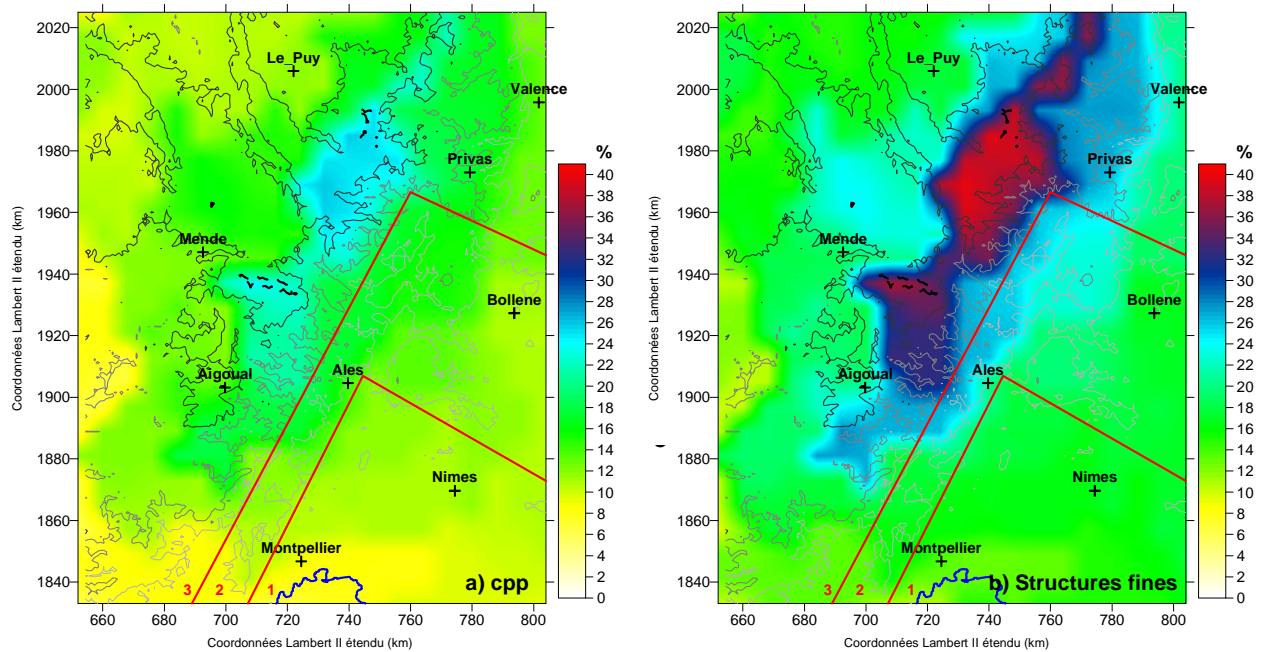 2020
2000
1980
1960
1940
1920
1900
1880
1860
1840
660 680 700 720 740 760 780 800
Coordonnées Lambert II étendu (km)
Coordonnées Lambert II étendu (km)
Le_Puy
Valence
Privas
Mende
Bollene
Aigoual
Ales
Nimes
Montpellier
3 2 1
a) cpp
%
40
38
36
34
32
30
28
26
24
22
20
18
16
14
12
10
8
6
4
2
0
2020
2000
1980
1960
1940
1920
1900
1880
1860
1840
660 680 700 720 740 760 780 800
Coordonnées Lambert II étendu (km)
Coordonnées Lambert II étendu (km)
Le_Puy
Valence
Privas
Mende
Bollene
Aigoual
Ales
Nimes
Montpellier
3 2 1
b) Structures fines
%
40
38
36
34
32
30
28
26
24
22
20
18
16
14
12
10
8
6
4
2
0